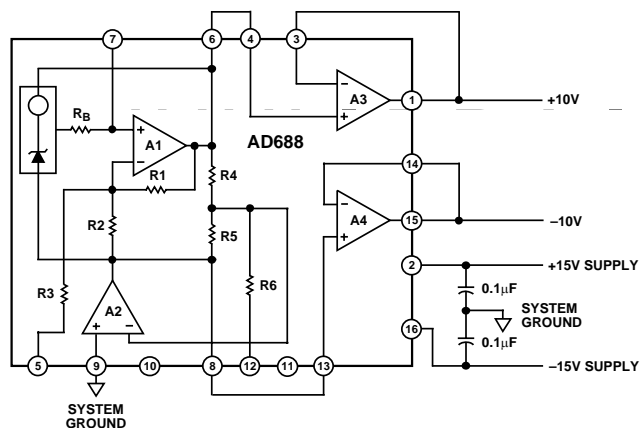 7
6
4
3
R_B
A1
R1
R2
R3
A2
R4
R5
R6
AD688
A3
A4
1
+10V
14
15
–10V
2
+15V SUPPLY
0.1µF
SYSTEM
GROUND
0.1µF
16
–15V SUPPLY
5
9
10
8
12
11
13
SYSTEM
GROUND
+
–
+
–
–
+
–
+